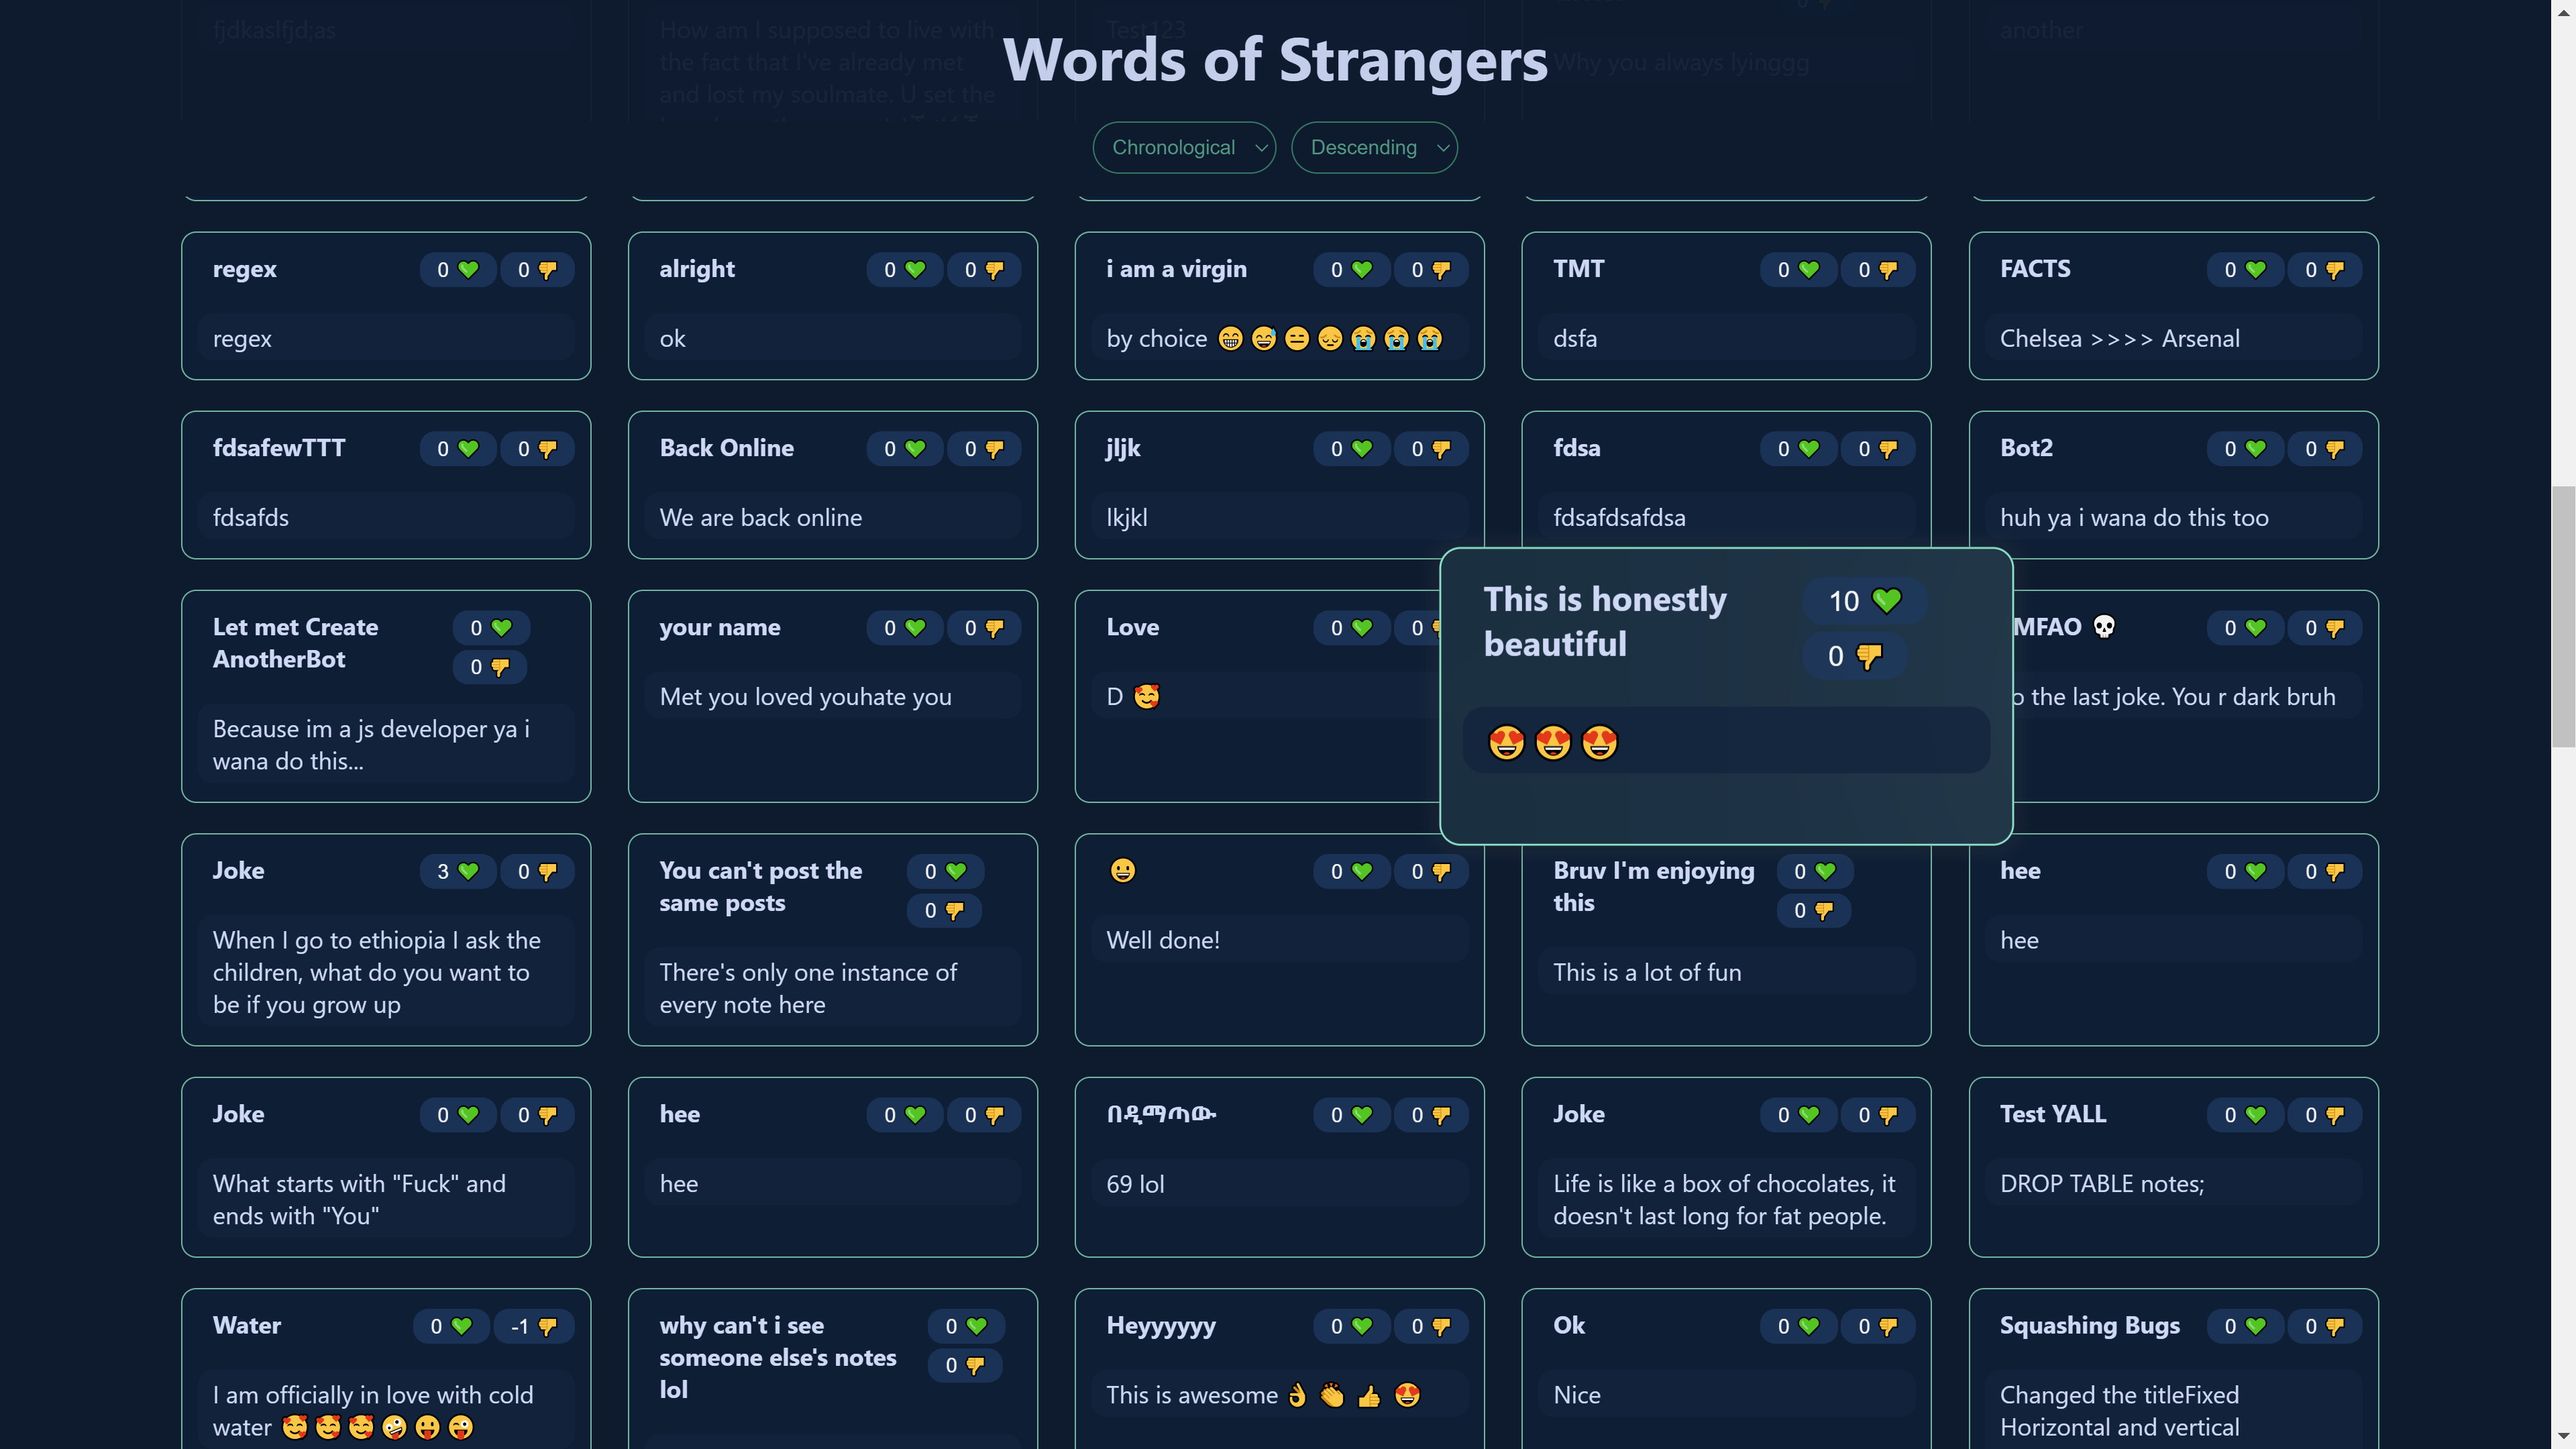 fjdkaslfjd;as
How am I supposed to live with
the fact that I've already met
and lost my soulmate. U set the
Test123
Why you always lyinggg
another
Words of Strangers
Chronological
Descending
regex 0 💚 0 👎
regex
alright 0 💚 0 👎
ok
i am a virgin 0 💚 0 👎
by choice 😁 😅 😑 😔 😭 😭 😭
TMT 0 💚 0 👎
dsfa
FACTS 0 💚 0 👎
Chelsea >>>> Arsenal
fdsafewTTT 0 💚 0 👎
fdsafds
Back Online 0 💚 0 👎
We are back online
jljk 0 💚 0 👎
lkjkl
fdsa 0 💚 0 👎
fdsafdsafdsa
Bot2 0 💚 0 👎
huh ya i wana do this too
Let met Create
AnotherBot
0 💚
0 👎
Because im a js developer ya i
wana do this...
your name 0 💚 0 👎
Met you loved youhate you
Love 0 💚 0
D 🥰
This is honestly
beautiful
10 💚
0 👎
😍😍😍
MFAO 💀 0 💚 0 👎
o the last joke. You r dark bruh
Joke 3 💚 0 👎
When I go to ethiopia I ask the
children, what do you want to
be if you grow up
You can't post the
same posts
0 💚
0 👎
There's only one instance of
every note here
😀 0 💚 0 👎
Well done!
Bruv I'm enjoying
this
0 💚
0 👎
This is a lot of fun
hee 0 💚 0 👎
hee
Joke 0 💚 0 👎
What starts with "Fuck" and
ends with "You"
hee 0 💚 0 👎
hee
በዲማጣው 0 💚 0 👎
69 lol
Joke 0 💚 0 👎
Life is like a box of chocolates, it
doesn't last long for fat people.
Test YALL 0 💚 0 👎
DROP TABLE notes;
Water 0 💚 -1 👎
I am officially in love with cold
water 🥰 🥰 🥰 🤪 😛 😜
why can't i see
someone else's notes
lol
0 💚
0 👎
Heyyyyyy 0 💚 0 👎
This is awesome 👌 👏 👍 😍
Ok 0 💚 0 👎
Nice
Squashing Bugs 0 💚 0 👎
Changed the titleFixed
Horizontal and vertical